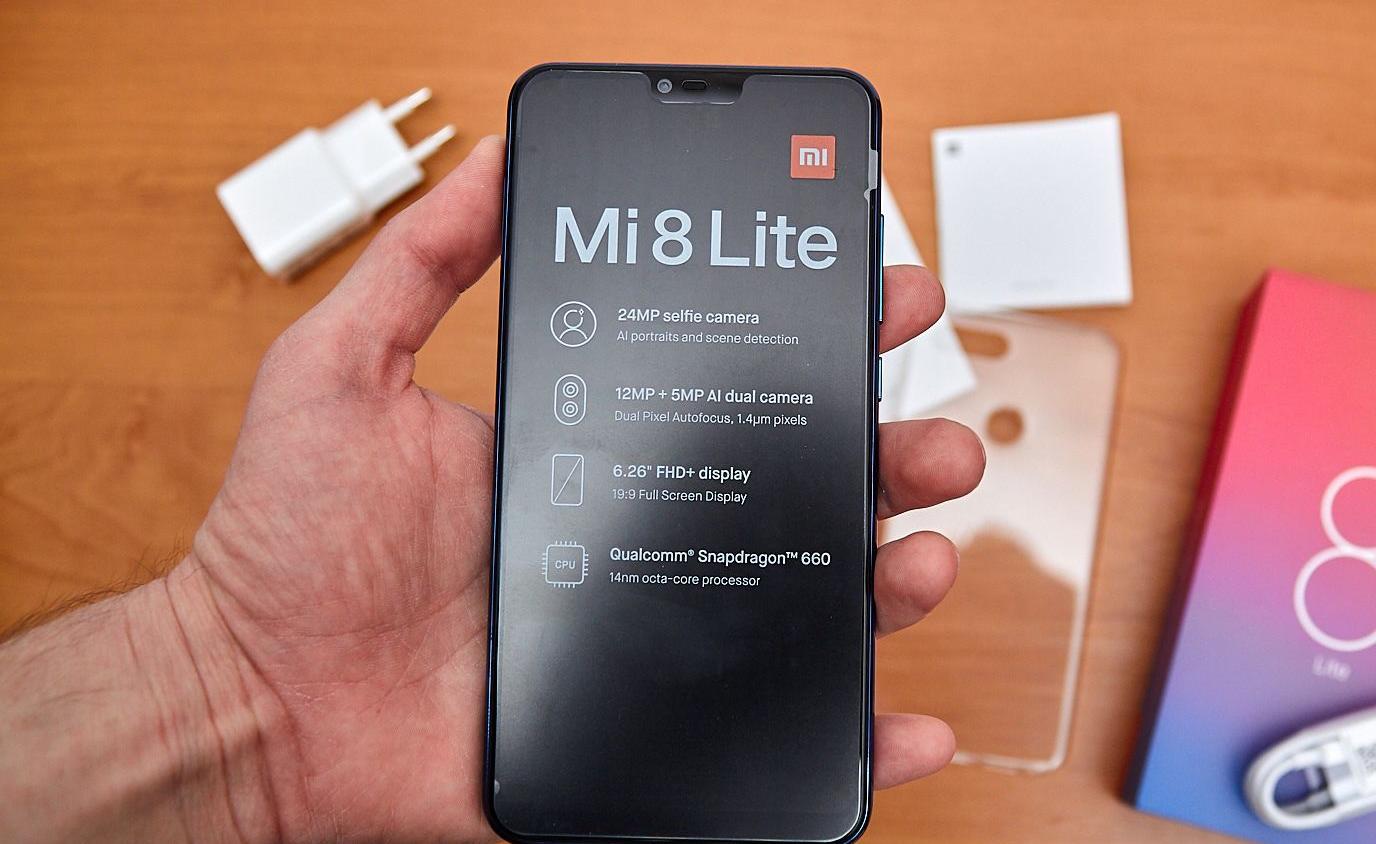 mi
Mi 8 Lite
24MP selfie camera
AI portraits and scene detection
12MP + 5MP AI dual camera
Dual Pixel Autofocus, 1.4µm pixels
6.26" FHD+ display
19:9 Full Screen Display
CPU
Qualcomm® Snapdragon™ 660
14nm octa-core processor
8
Lite